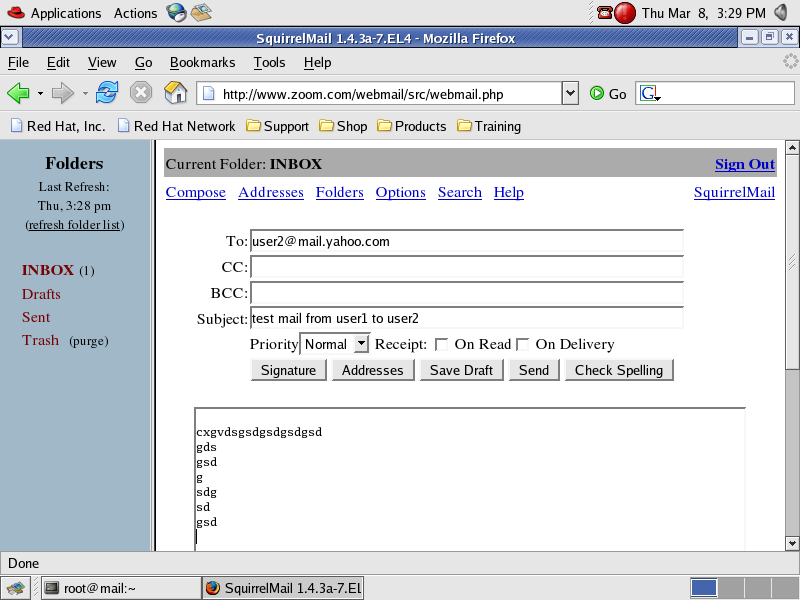 Applications Actions Thu Mar 8, 3:29 PM
SquirrelMail 1.4.3a-7.EL4 - Mozilla Firefox
File Edit View Go Bookmarks Tools Help
http://www.zoom.com/webmail/src/webmail.php Go G
Red Hat, Inc. Red Hat Network Support Shop Products Training
Folders
Last Refresh:
Thu, 3:28 pm
(refresh folder list)
INBOX (1)
Drafts
Sent
Trash (purge)
Current Folder: INBOX Sign Out
Compose Addresses Folders Options Search Help SquirrelMail
To: user2@mail.yahoo.com
CC:
BCC:
Subject: test mail from user1 to user2
Priority Normal Receipt: On Read On Delivery
Signature Addresses Save Draft Send Check Spelling
cxgvdsgsdgsdgsdgsd
gds
gsd
g
sdg
sd
gsd
Done
root@mail:~ SquirrelMail 1.4.3a-7.EL